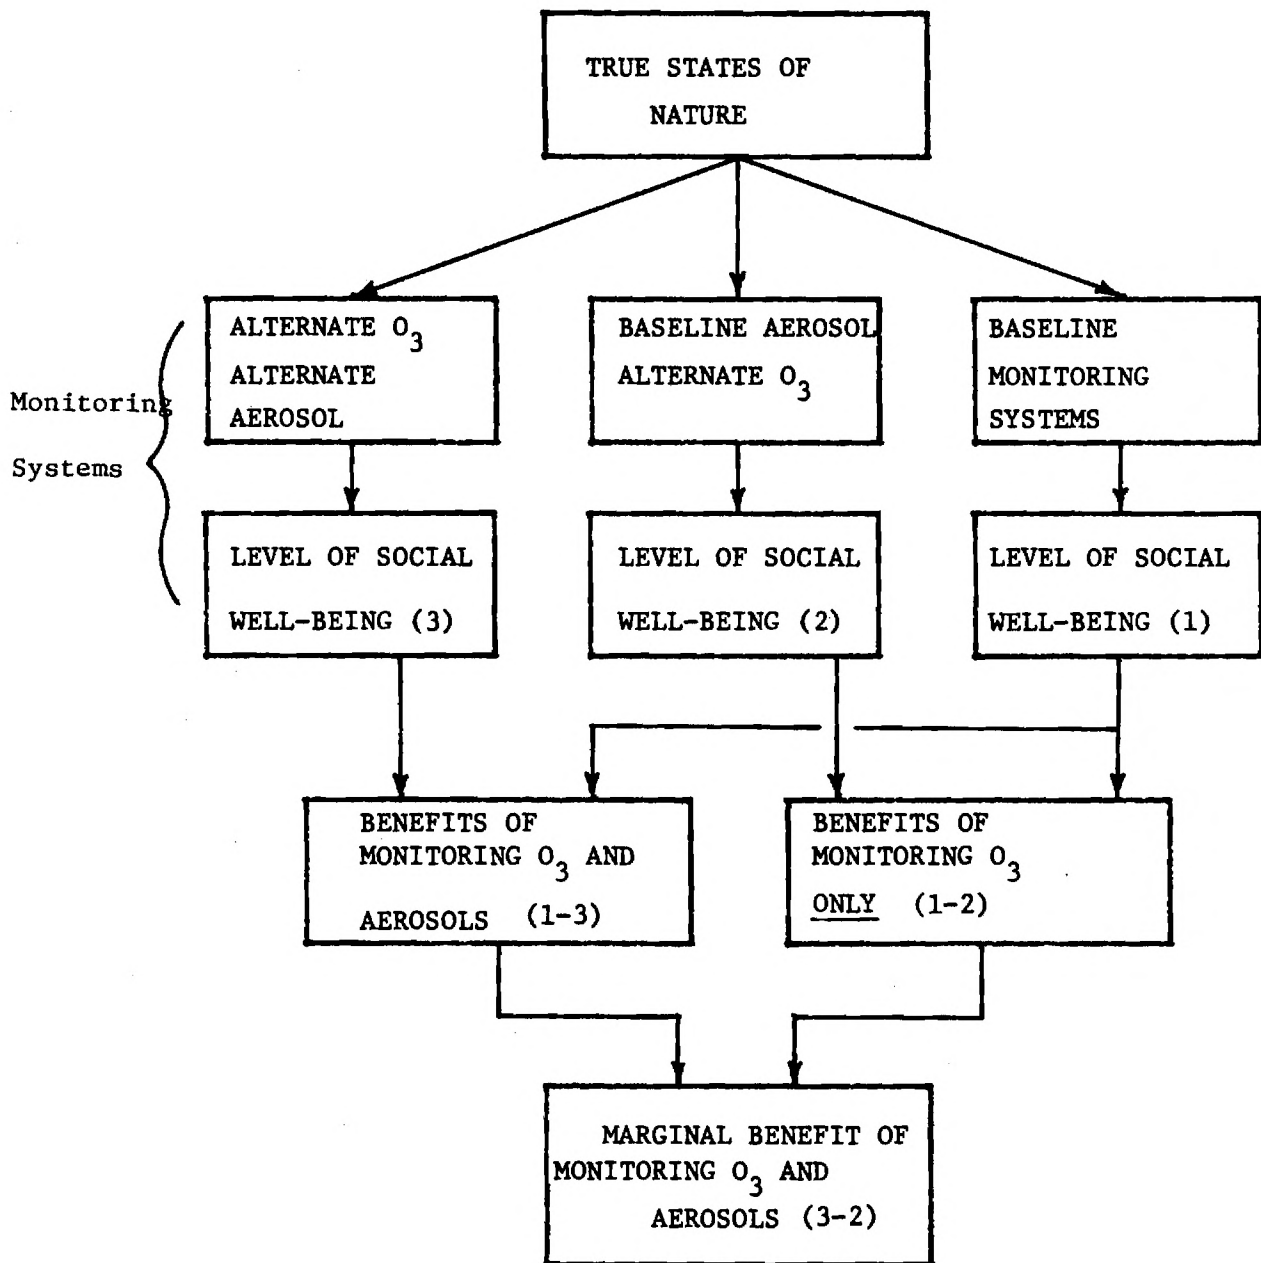 TRUE STATES OF
NATURE
Monitoring
Systems
ALTERNATE O₃
ALTERNATE
AEROSOL
BASELINE AEROSOL
ALTERNATE O₃
BASELINE
MONITORING
SYSTEMS
LEVEL OF SOCIAL
WELL-BEING (3)
LEVEL OF SOCIAL
WELL-BEING (2)
LEVEL OF SOCIAL
WELL-BEING (1)
BENEFITS OF
MONITORING O₃ AND
AEROSOLS (1-3)
BENEFITS OF
MONITORING O₃
ONLY (1-2)
MARGINAL BENEFIT OF
MONITORING O₃ AND
AEROSOLS (3-2)